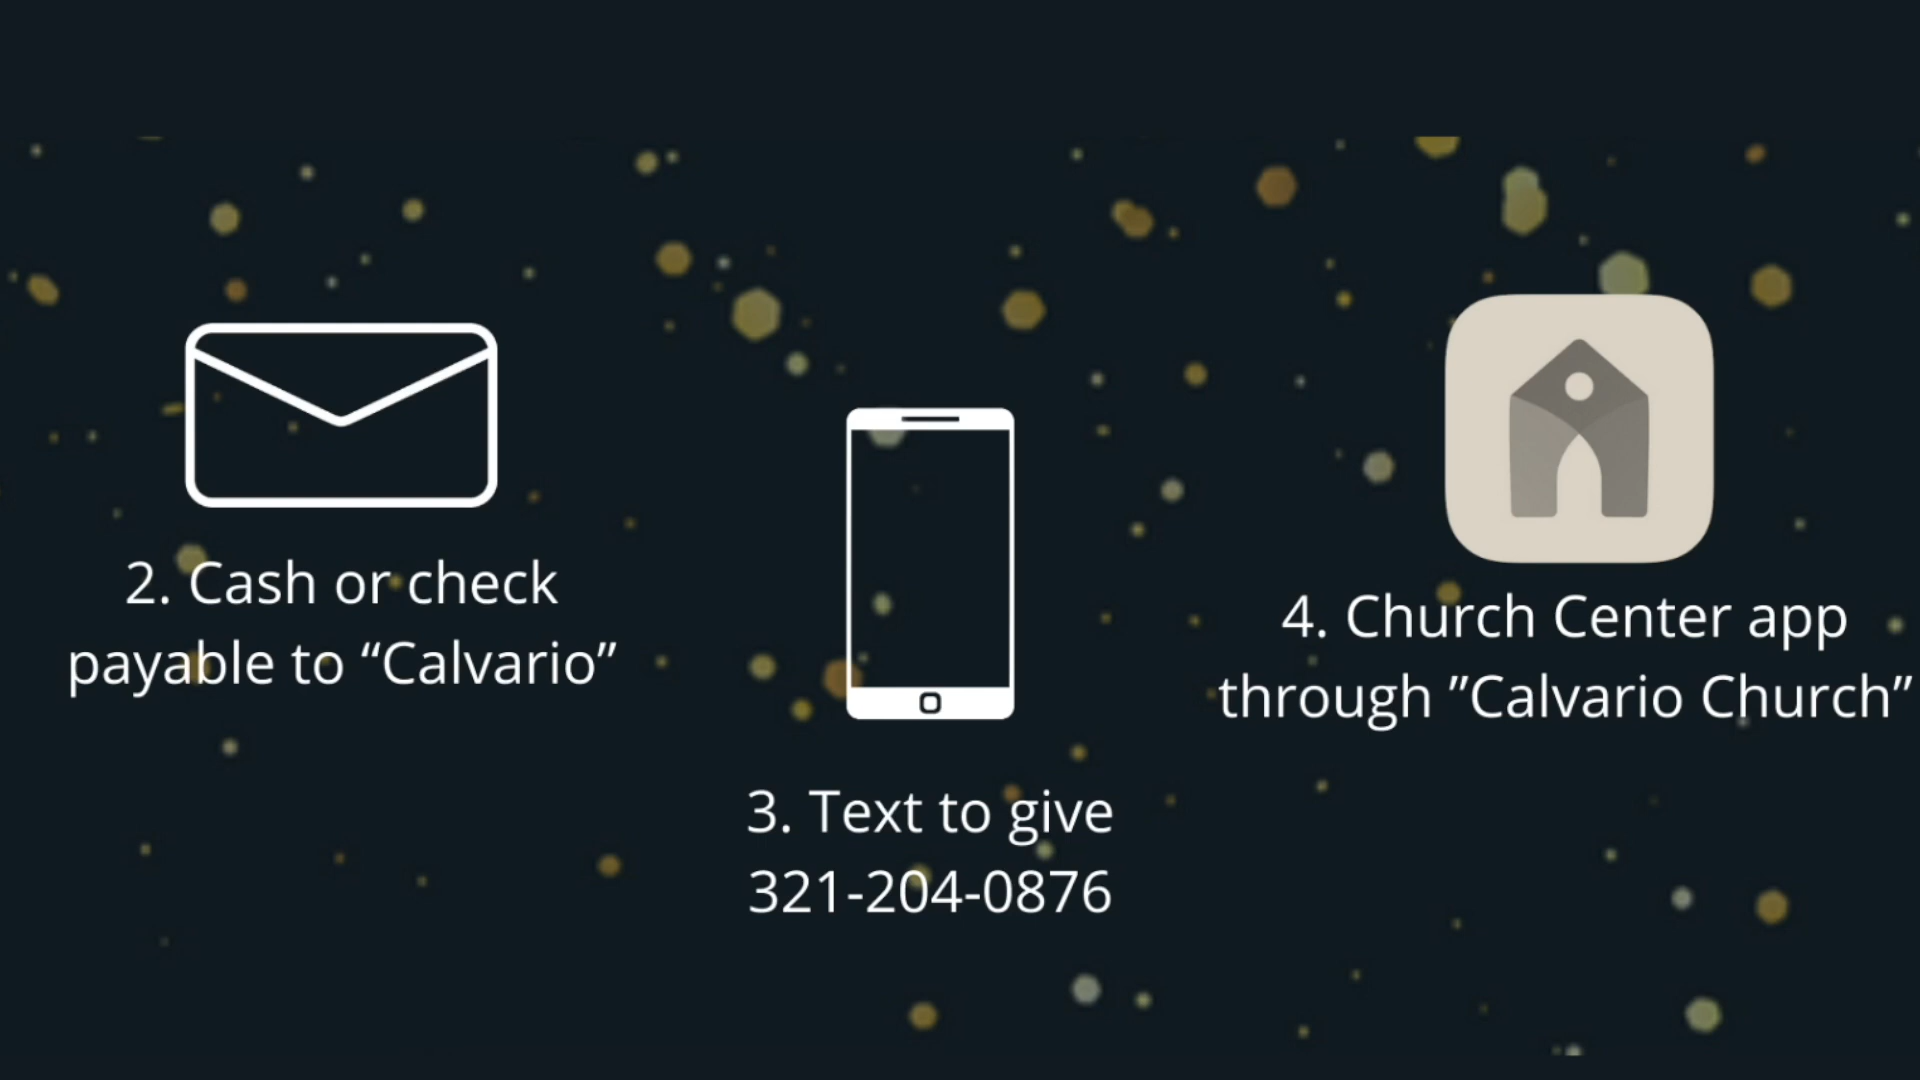 2. Cash or check
payable to “Calvario”
3. Text to give
321-204-0876
4. Church Center app
through ”Calvario Church”